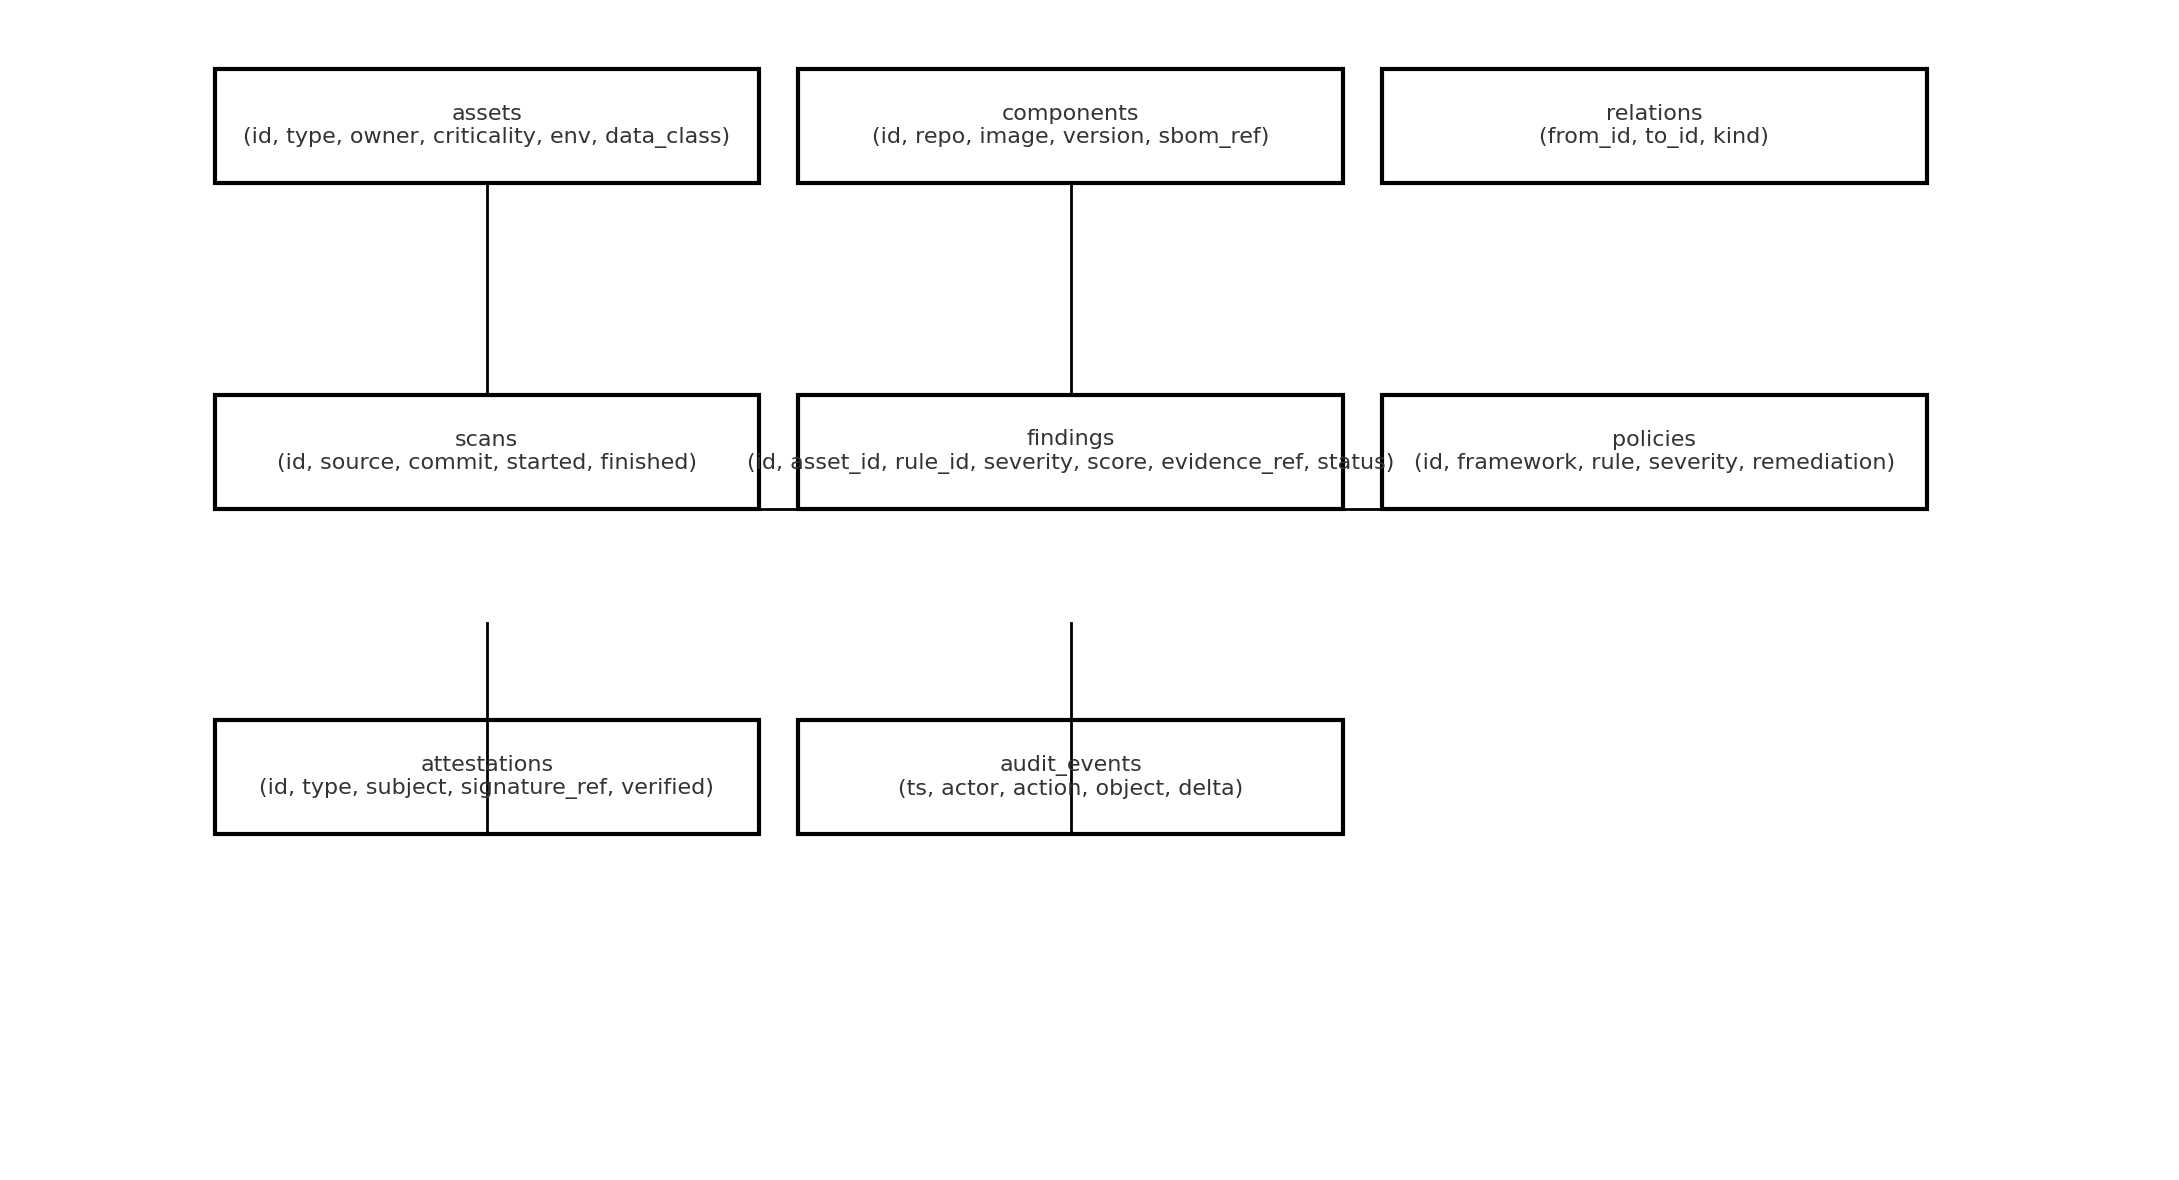 assets
(id, type, owner, criticality, env, data_class)
components
(id, repo, image, version, sbom_ref)
relations
(from_id, to_id, kind)
scans
(id, source, commit, started, finished)
findings
(id, asset_id, rule_id, severity, score, evidence_ref, status)
policies
(id, framework, rule, severity, remediation)
attestations
(id, type, subject, signature_ref, verified)
audit_events
(ts, actor, action, object, delta)